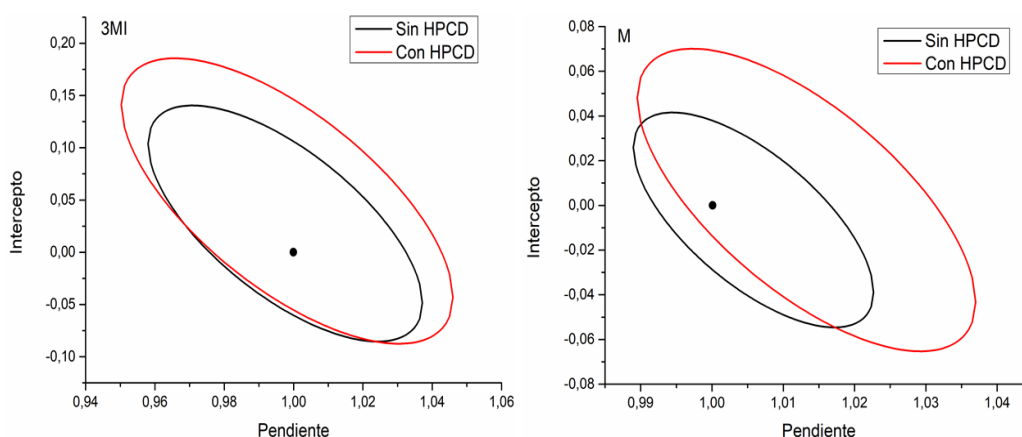 3MI
Sin HPCD
Con HPCD
0,20
0,15
0,10
0,05
0,00
-0,05
-0,10
Intercepto
0,94 0,96 0,98 1,00 1,02 1,04 1,06
Pendiente
M
Sin HPCD
Con HPCD
0,08
0,06
0,04
0,02
0,00
-0,02
-0,04
-0,06
-0,08
Intercepto
0,99 1,00 1,01 1,02 1,03 1,04
Pendiente